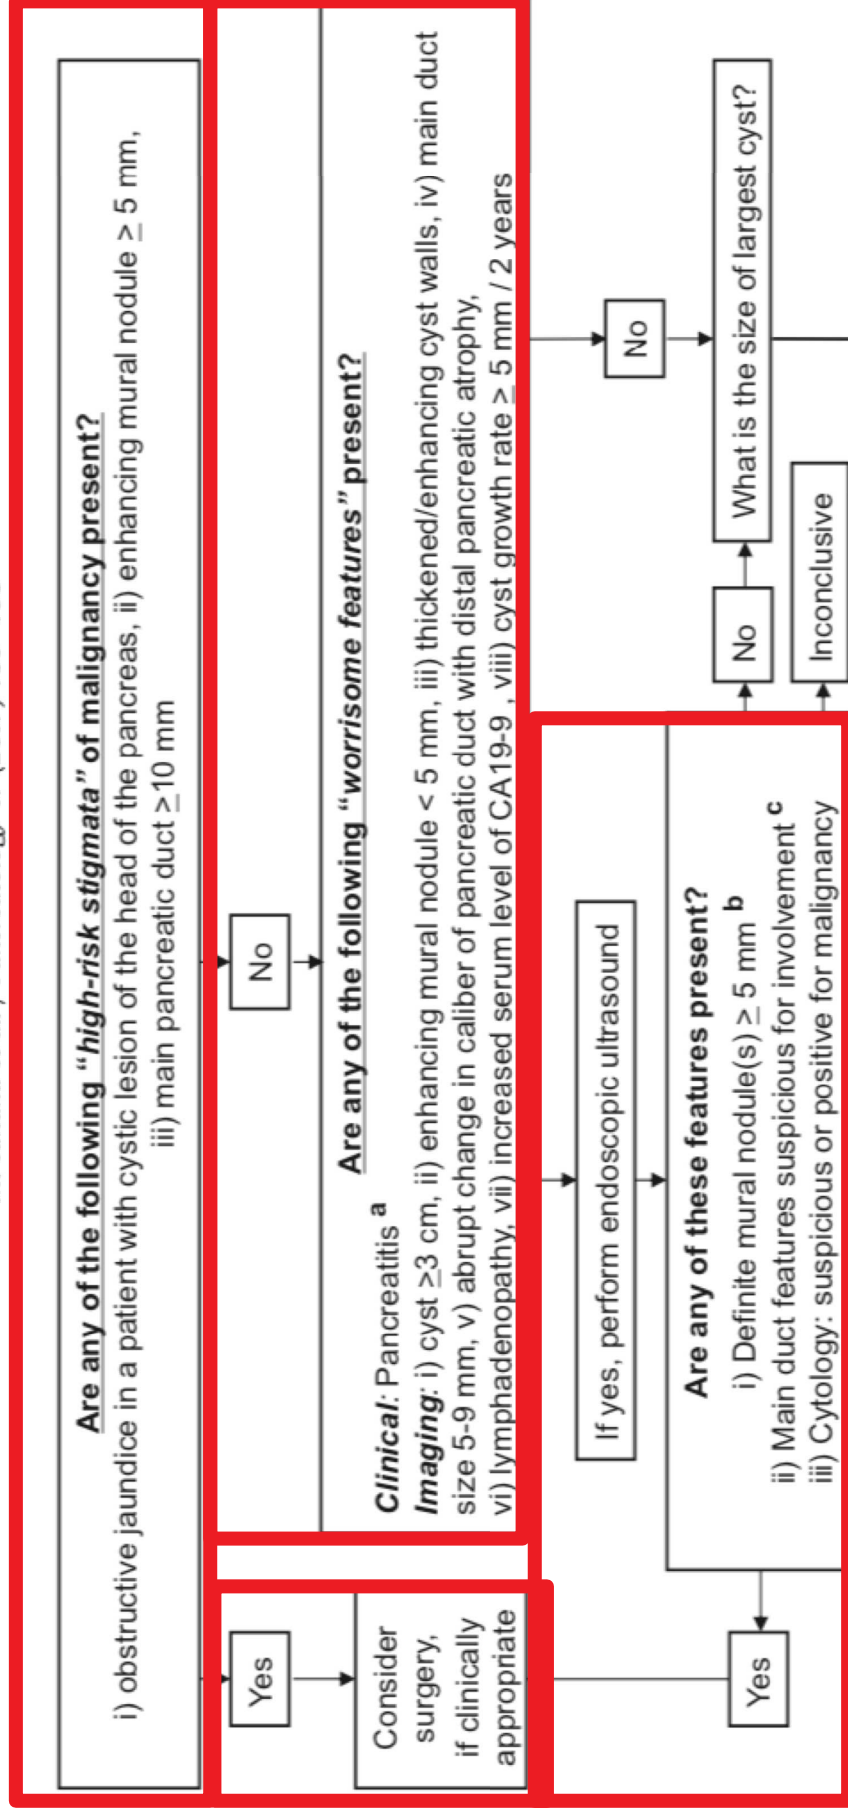 Are any of the following “high-risk stigmata” of malignancy present?
i) obstructive jaundice in a patient with cystic lesion of the head of the pancreas, ii) enhancing mural nodule ≥ 5 mm,
iii) main pancreatic duct ≥10 mm
Yes
No
Consider
surgery,
if clinically
appropriate
Are any of the following “worrisome features” present?
Clinical: Pancreatitis a
Imaging: i) cyst ≥3 cm, ii) enhancing mural nodule < 5 mm, iii) thickened/enhancing cyst walls, iv) main duct
size 5-9 mm, v) abrupt change in caliber of pancreatic duct with distal pancreatic atrophy,
vi) lymphadenopathy, vii) increased serum level of CA19-9 , viii) cyst growth rate ≥ 5 mm / 2 years
If yes, perform endoscopic ultrasound
No
Are any of these features present?
i) Definite mural nodule(s) ≥ 5 mm b
ii) Main duct features suspicious for involvement c
iii) Cytology: suspicious or positive for malignancy
Yes
No
What is the size of largest cyst?
Inconclusive